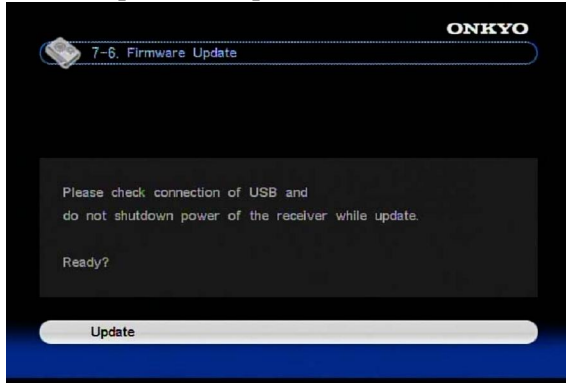 ONKYO
7-6. Firmware Update
Please check connection of USB and
do not shutdown power of the receiver while update.
Ready?
Update